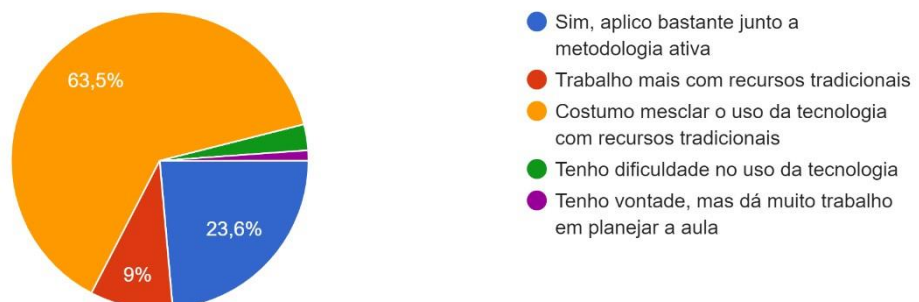 63,5%
23,6%
9%
Sim, aplico bastante junto a
metodologia ativa
Trabalho mais com recursos tradicionais
Costumo mesclar o uso da tecnologia
com recursos tradicionais
Tenho dificuldade no uso da tecnologia
Tenho vontade, mas dá muito trabalho
em planejar a aula